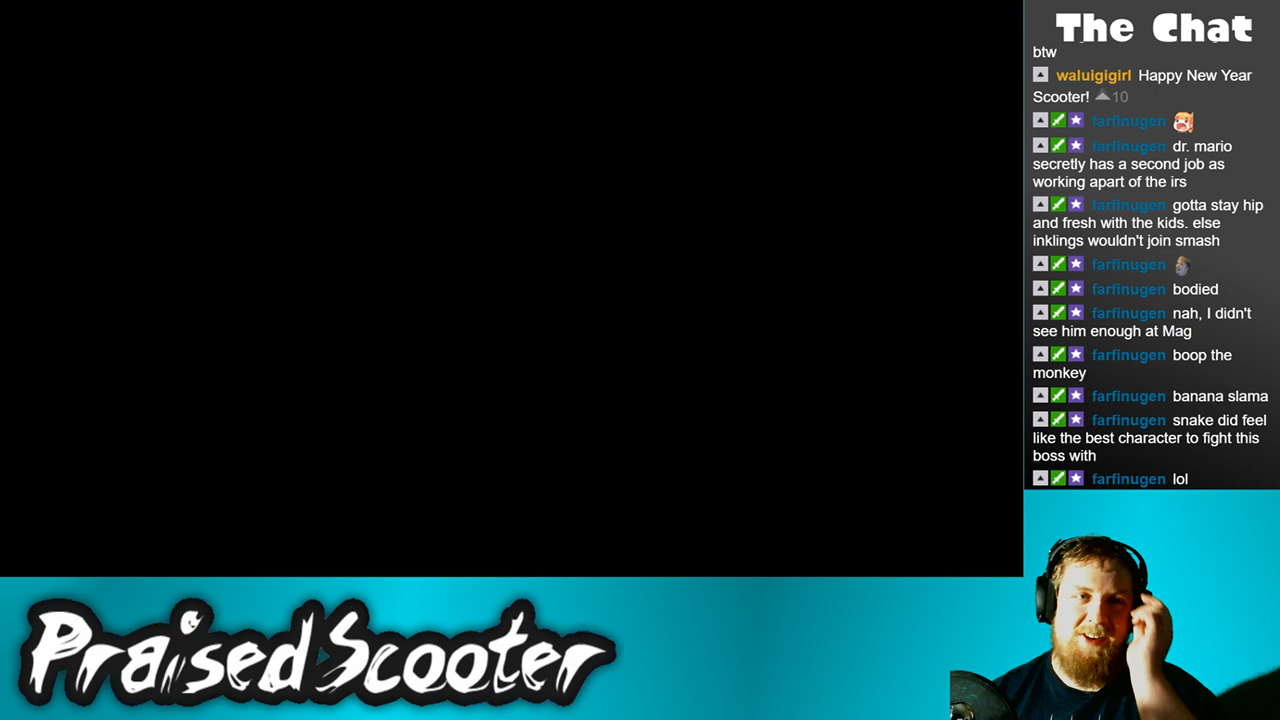 The Chat
btw
waluigigirl Happy New Year
Scooter! 10
farfinugen
farfinugen dr. mario
secretly has a second job as
working apart of the irs
farfinugen gotta stay hip
and fresh with the kids. else
inklings wouldn't join smash
farfinugen
farfinugen bodied
farfinugen nah, I didn't
see him enough at Mag
farfinugen boop the
monkey
farfinugen banana slama
farfinugen snake did feel
like the best character to fight this
boss with
farfinugen lol
PraisedScooter